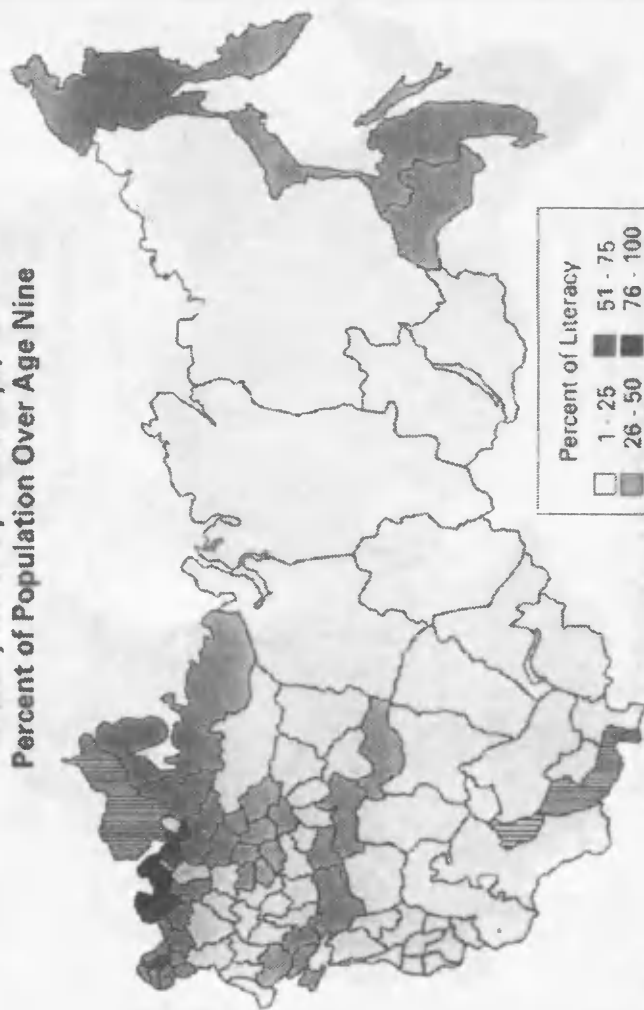 Percent of Population Over Age Nine
Percent of Literacy
1 - 25
51 - 75
26 - 50
76 - 100